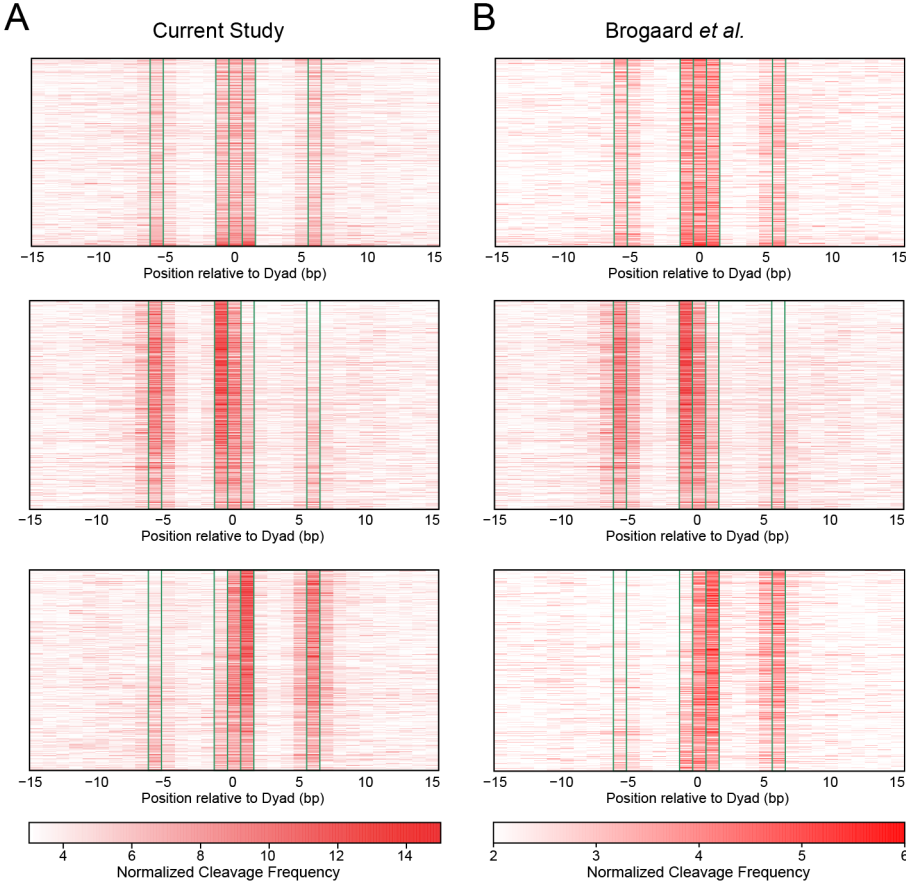 A
Current Study
−15 −10 −5 0 5 10 15
Position relative to Dyad (bp)
−15 −10 −5 0 5 10 15
Position relative to Dyad (bp)
−15 −10 −5 0 5 10 15
Position relative to Dyad (bp)
4 6 8 10 12 14
Normalized Cleavage Frequency
B
Brogaard et al.
−15 −10 −5 0 5 10 15
Position relative to Dyad (bp)
−15 −10 −5 0 5 10 15
Position relative to Dyad (bp)
−15 −10 −5 0 5 10 15
Position relative to Dyad (bp)
2 3 4 5 6
Normalized Cleavage Frequency